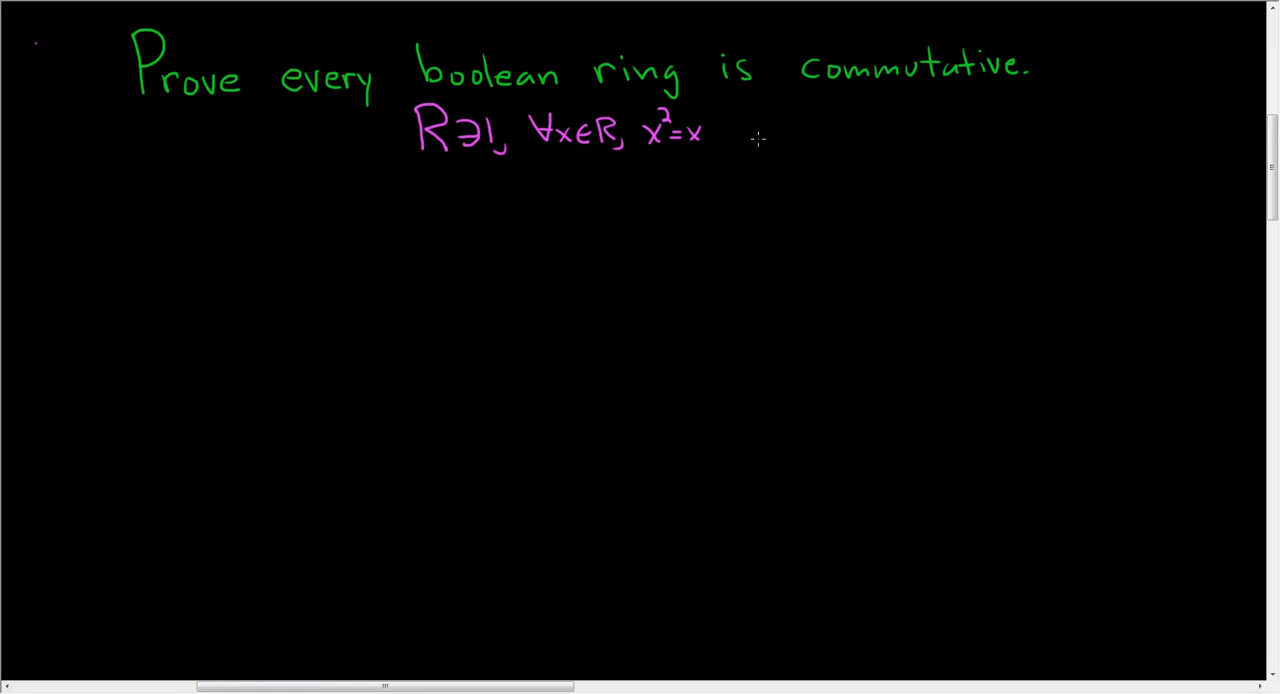 Prove every boolean ring is commutative.
R∋1, ∀x∈R, x²=x